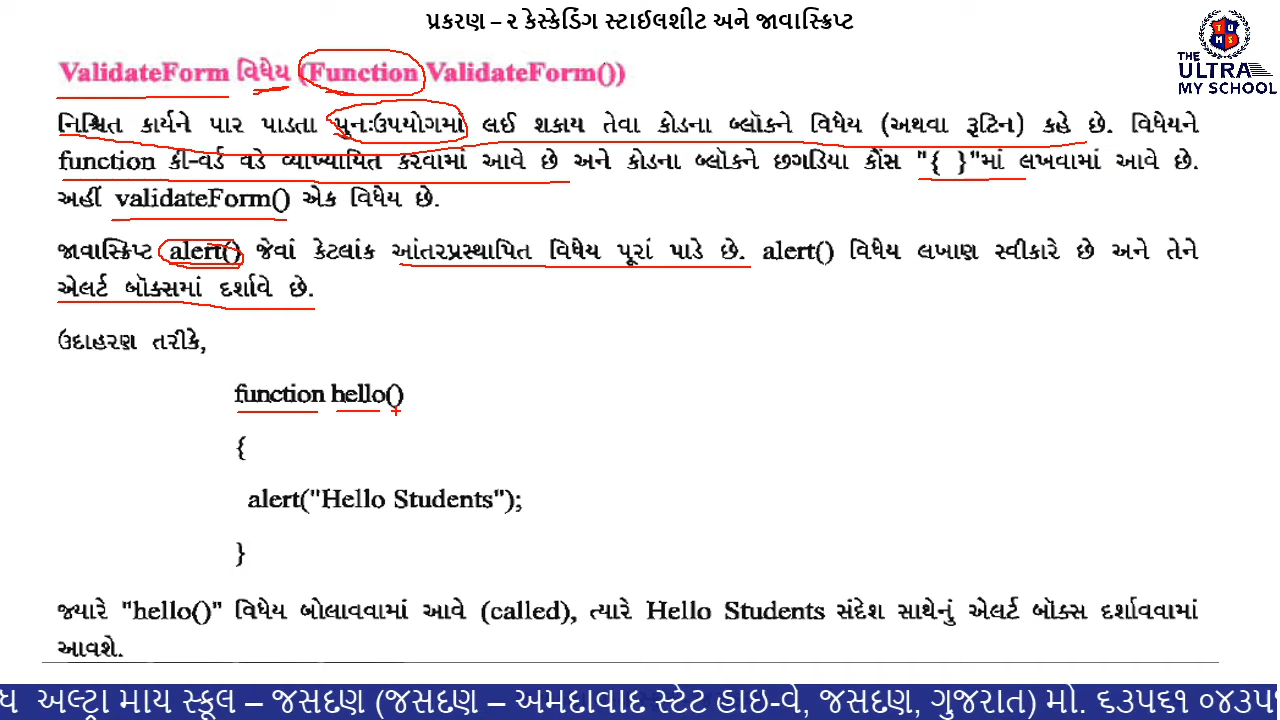 પ્રકરણ – ૨ કેસ્કેડિંગ સ્ટાઈલશીટ અને જાવાસ્ક્રિપ્ટ
TUMS
THE
ULTRA
MY SCHOOL
ValidateForm વિધેય (Function ValidateForm())
નિશ્ચિત કાર્યને પાર પાડતા પુનઃઉપયોગમાં લઈ શકાય તેવા કોડના બ્લૉકને વિધેય (અથવા રૂટિન) કહે છે. વિધેયને
function કી-વર્ડ વડે વ્યાખ્યાયિત કરવામાં આવે છે અને કોડના બ્લૉકને છગડિયા કૌંસ "{ }"માં લખવામાં આવે છે.
અહીં validateForm() એક વિધેય છે.
જાવાસ્ક્રિપ્ટ alert() જેવાં કેટલાંક આંતરપ્રસ્થાપિત વિધેય પૂરાં પાડે છે. alert() વિધેય લખાણ સ્વીકારે છે અને તેને
એલર્ટ બૉક્સમાં દર્શાવે છે.
ઉદાહરણ તરીકે,
function hello()
{
alert("Hello Students");
}
જ્યારે "hello()" વિધેય બોલાવવામાં આવે (called), ત્યારે Hello Students સંદેશ સાથેનું એલર્ટ બૉક્સ દર્શાવવામાં
આવશે.
ધ અલ્ટ્રા માય સ્કૂલ – જસદણ (જસદણ – અમદાવાદ સ્ટેટ હાઇ-વે, જસદણ, ગુજરાત) મો. ૬૩૫૬૧ ૦૪૩૫